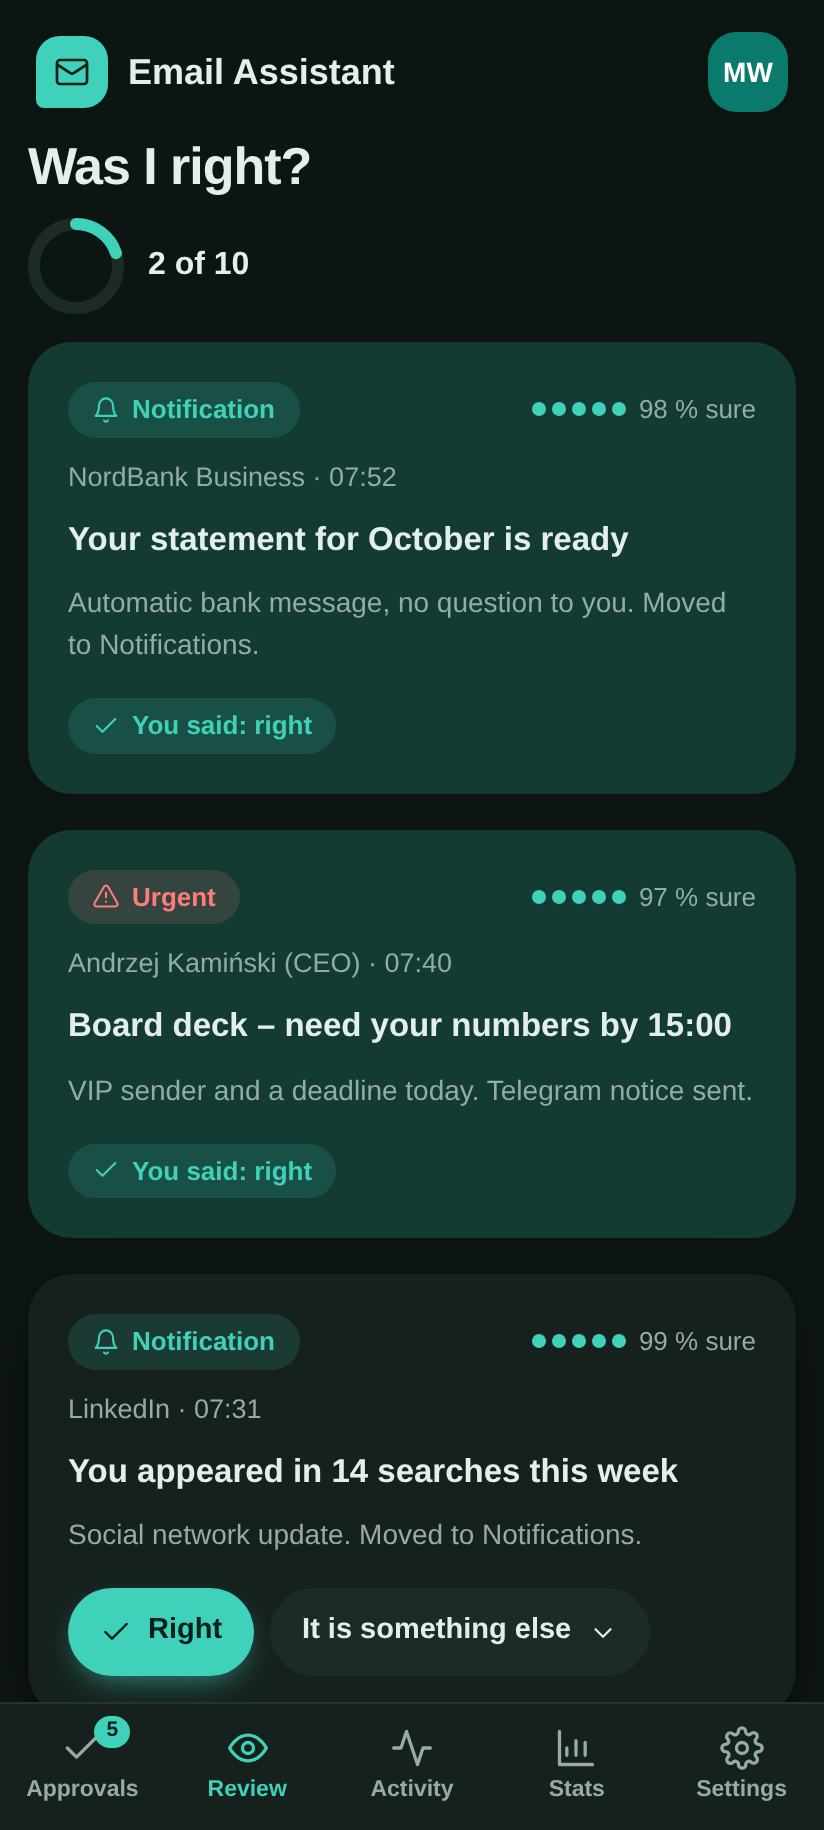 Email Assistant
MW
Was I right?
2 of 10
Notification
98 % sure
NordBank Business · 07:52
Your statement for October is ready
Automatic bank message, no question to you. Moved
to Notifications.
You said: right
Urgent
97 % sure
Andrzej Kamiński (CEO) · 07:40
Board deck – need your numbers by 15:00
VIP sender and a deadline today. Telegram notice sent.
You said: right
Notification
99 % sure
LinkedIn · 07:31
You appeared in 14 searches this week
Social network update. Moved to Notifications.
Right
It is something else
5
Approvals
Review
Activity
Stats
Settings